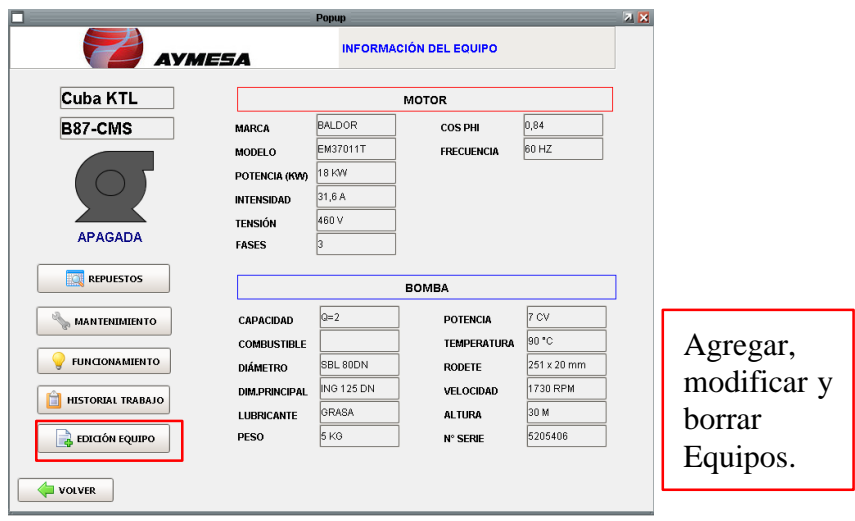 Popup
AYMESA
INFORMACIÓN DEL EQUIPO
Cuba KTL
B87-CMS
APAGADA
REPUESTOS
MANTENIMIENTO
FUNCIONAMIENTO
HISTORIAL TRABAJO
EDICIÓN EQUIPO
VOLVER
MOTOR
MARCA BALDOR COS PHI 0,84
MODELO EM37011T FRECUENCIA 60 HZ
POTENCIA (KW) 18 KW
INTENSIDAD 31,6 A
TENSIÓN 460 V
FASES 3
BOMBA
CAPACIDAD Q=2 POTENCIA 7 CV
COMBUSTIBLE TEMPERATURA 90 °C
DIÁMETRO SBL 80DN RODETE 251 x 20 mm
DIM.PRINCIPAL ING 125 DN VELOCIDAD 1730 RPM
LUBRICANTE GRASA ALTURA 30 M
PESO 5 KG N° SERIE 5205406
Agregar,
modificar y
borrar
Equipos.